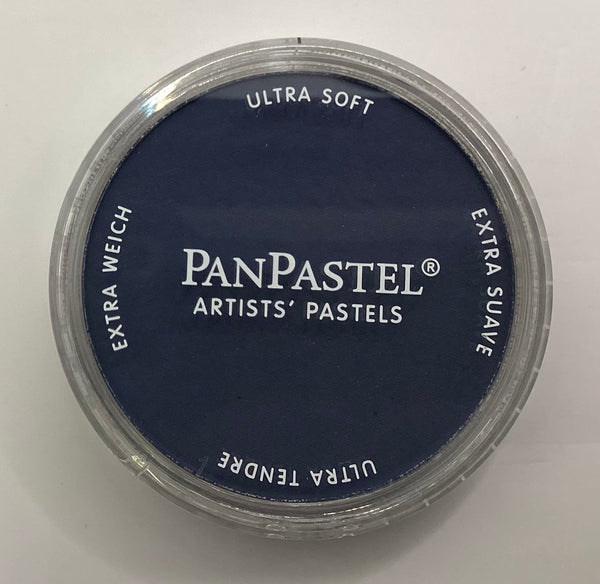 ULTRA SOFT
EXTRA WEICH
PANPASTEL®
ARTISTS' PASTELS
EXTRA SUAVE
ULTRA TENDRE